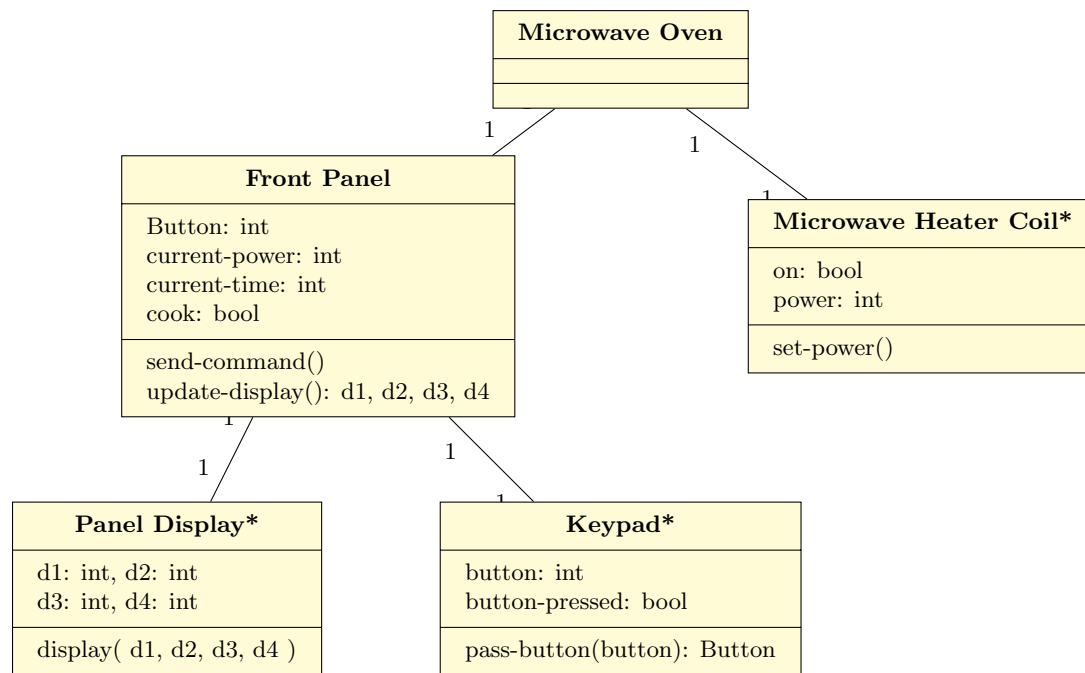 Microwave Oven
1
1
Front Panel
Button: int
current-power: int
current-time: int
cook: bool
send-command()
update-display(): d1, d2, d3, d4
1
Microwave Heater Coil*
on: bool
power: int
set-power()
1
1
1
1
Panel Display*
d1: int, d2: int
d3: int, d4: int
display( d1, d2, d3, d4 )
Keypad*
button: int
button-pressed: bool
pass-button(button): Button